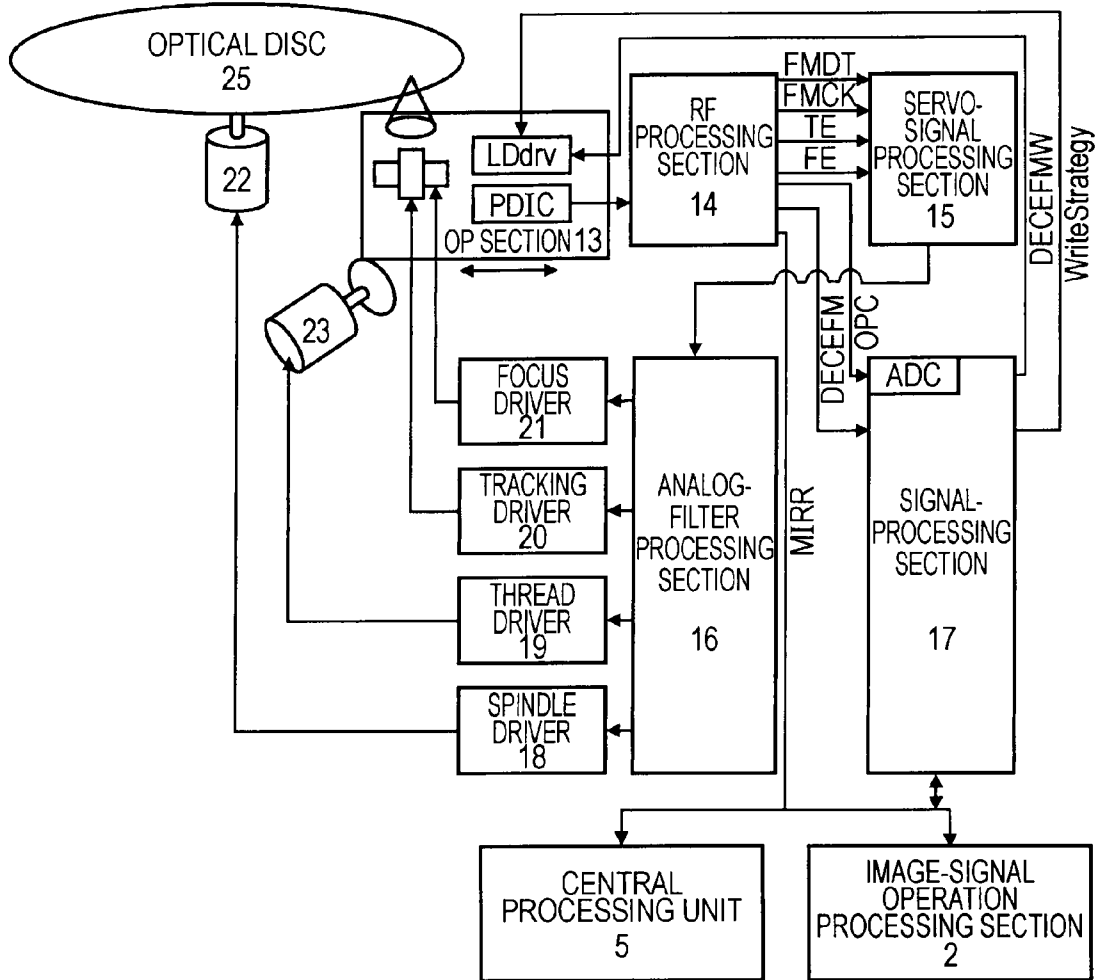 OPTICAL DISC
25
22
23
LDdrv
PDIC
OP SECTION 13
RF
PROCESSING
SECTION
14
FMDT
FMCK
TE
FE
SERVO-
SIGNAL
PROCESSING
SECTION
15
DECEFMW
WriteStrategy
DECEFM
OPC
MIRR
FOCUS
DRIVER
21
TRACKING
DRIVER
20
THREAD
DRIVER
19
SPINDLE
DRIVER
18
ANALOG-
FILTER
PROCESSING
SECTION
16
ADC
SIGNAL-
PROCESSING
SECTION
17
CENTRAL
PROCESSING UNIT
5
IMAGE-SIGNAL
OPERATION
PROCESSING SECTION
2